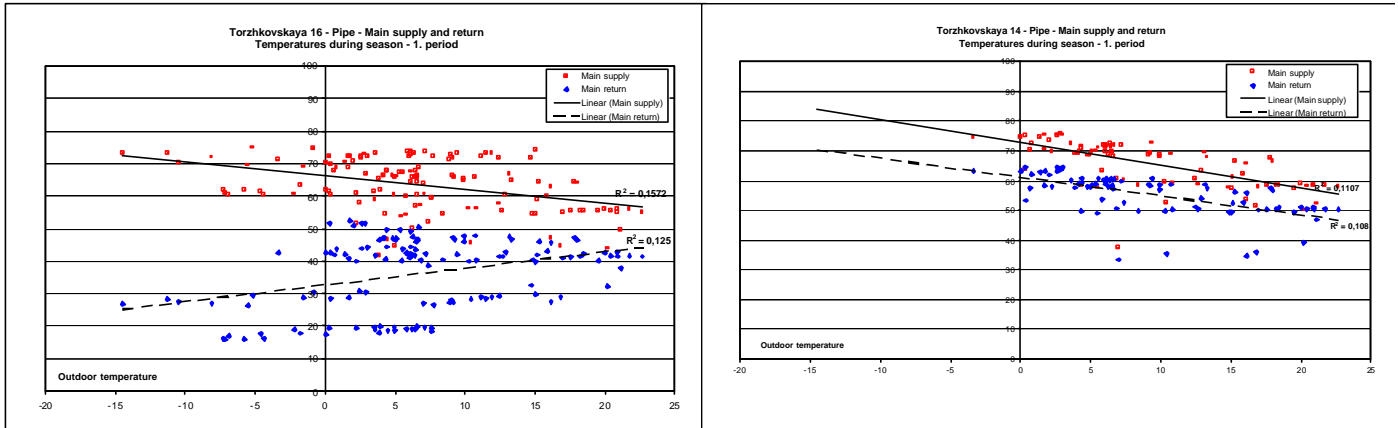 Torzhkovskaya 16 - Pipe - Main supply and return
Temperatures during season - 1. period
100
90
80
70
60
50
40
30
20
10
0
-20
-15
-10
-5
0
5
10
15
20
25
Main supply
Main return
Linear (Main supply)
Linear (Main return)
R² = 0,1572
R² = 0,125
Outdoor temperature
Torzhkovskaya 14 - Pipe - Main supply and return
Temperatures during season - 1. period
100
90
80
70
60
50
40
30
20
10
0
-20
-15
-10
-5
0
5
10
15
20
25
Main supply
Main return
Linear (Main supply)
Linear (Main return)
R² = 0,1107
R² = 0,108
Outdoor temperature